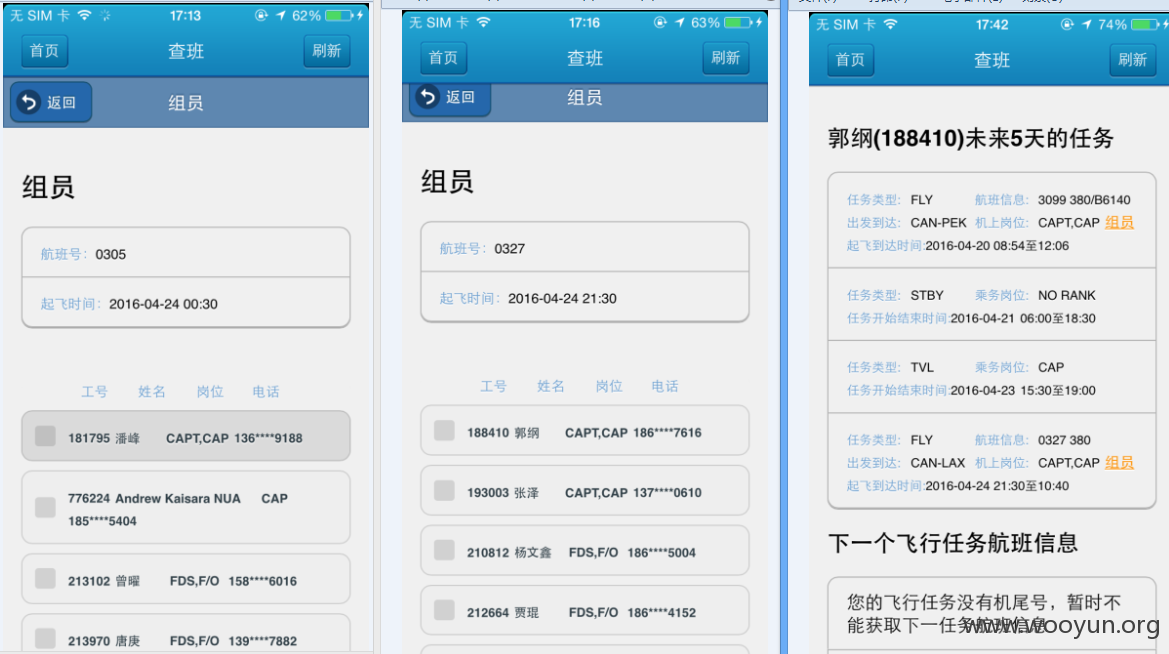 无 SIM 卡 17:13 62%
首页 查班 刷新
返回 组员
组员
航班号: 0305
起飞时间: 2016-04-24 00:30
工号 姓名 岗位 电话
181795 潘峰 CAPT,CAP 136****9188
776224 Andrew Kaisara NUA CAP
185****5404
213102 曾曜 FDS,F/O 158****6016
213970 唐庚 FDS,F/O 139****7882
无 SIM 卡 17:16 63%
首页 查班 刷新
返回 组员
组员
航班号: 0327
起飞时间: 2016-04-24 21:30
工号 姓名 岗位 电话
188410 郭纲 CAPT,CAP 186****7616
193003 张泽 CAPT,CAP 137****0610
210812 杨文鑫 FDS,F/O 186****5004
212664 贾琨 FDS,F/O 186****4152
无 SIM 卡 17:42 74%
首页 查班 刷新
郭纲(188410)未来5天的任务
任务类型: FLY 航班信息: 3099 380/B6140
出发到达: CAN-PEK 机上岗位: CAPT,CAP 组员
起飞到达时间:2016-04-20 08:54至12:06
任务类型: STBY 乘务岗位: NO RANK
任务开始结束时间:2016-04-21 06:00至18:30
任务类型: TVL 乘务岗位: CAP
任务开始结束时间:2016-04-23 15:30至19:00
任务类型: FLY 航班信息: 0327 380
出发到达: CAN-LAX 机上岗位: CAPT,CAP 组员
起飞到达时间:2016-04-24 21:30至10:40
下一个飞行任务航班信息
您的飞行任务没有机尾号，暂时不
能获取下一任务航班信息
www.wooyun.org